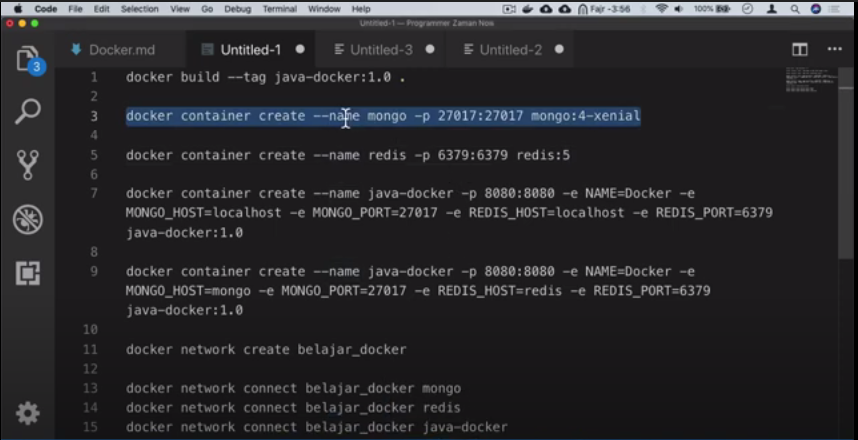 Code File Edit Selection View Go Debug Terminal Window Help Fajr -3:56 100%
Untitled-1 — Programmer Zaman Now
Docker.md Untitled-1 Untitled-3 Untitled-2
3
1 docker build --tag java-docker:1.0 .
2
3 docker container create --name mongo -p 27017:27017 mongo:4-xenial
4
5 docker container create --name redis -p 6379:6379 redis:5
6
7 docker container create --name java-docker -p 8080:8080 -e NAME=Docker -e
MONGO_HOST=localhost -e MONGO_PORT=27017 -e REDIS_HOST=localhost -e REDIS_PORT=6379
java-docker:1.0
8
9 docker container create --name java-docker -p 8080:8080 -e NAME=Docker -e
MONGO_HOST=mongo -e MONGO_PORT=27017 -e REDIS_HOST=redis -e REDIS_PORT=6379
java-docker:1.0
10
11 docker network create belajar_docker
12
13 docker network connect belajar_docker mongo
14 docker network connect belajar_docker redis
15 docker network connect belajar_docker java-docker